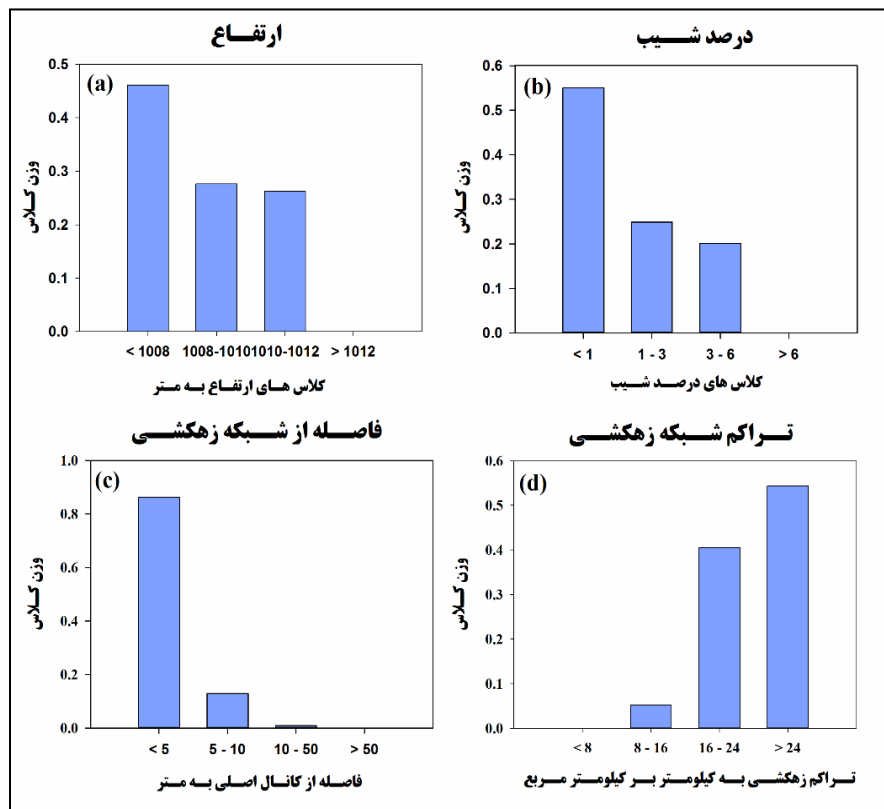 ارتفاع
(a)
0.5
0.4
0.3
0.2
0.1
0.0
وزن کلاس
< 1008 1008-1010 1010-1012 > 1012
کلاس های ارتفاع به متر
درصد شیب
(b)
0.6
0.5
0.4
0.3
0.2
0.1
0.0
وزن کلاس
< 1 1 - 3 3 - 6 > 6
کلاس های درصد شیب
فاصله از شبکه زهکشی
(c)
1.0
0.8
0.6
0.4
0.2
0.0
وزن کلاس
< 5 5 - 10 10 - 50 > 50
فاصله از کانال اصلی به متر
تراکم شبکه زهکشی
(d)
0.6
0.5
0.4
0.3
0.2
0.1
0.0
وزن کلاس
< 8 8 - 16 16 - 24 > 24
تراکم زهکشی به کیلومتر بر کیلومتر مربع